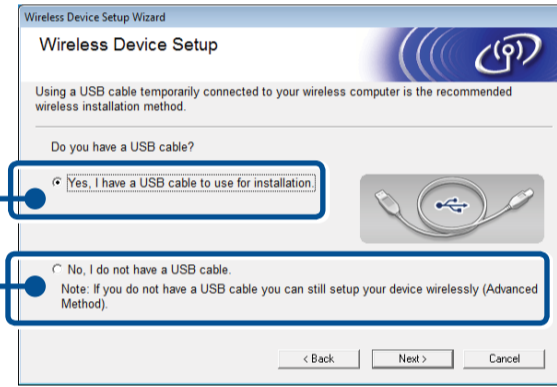 Wireless Device Setup Wizard
Wireless Device Setup
Using a USB cable temporarily connected to your wireless computer is the recommended
wireless installation method.
Do you have a USB cable?
Yes, I have a USB cable to use for installation.
No, I do not have a USB cable.
Note: If you do not have a USB cable you can still setup your device wirelessly (Advanced
Method).
< Back
Next >
Cancel